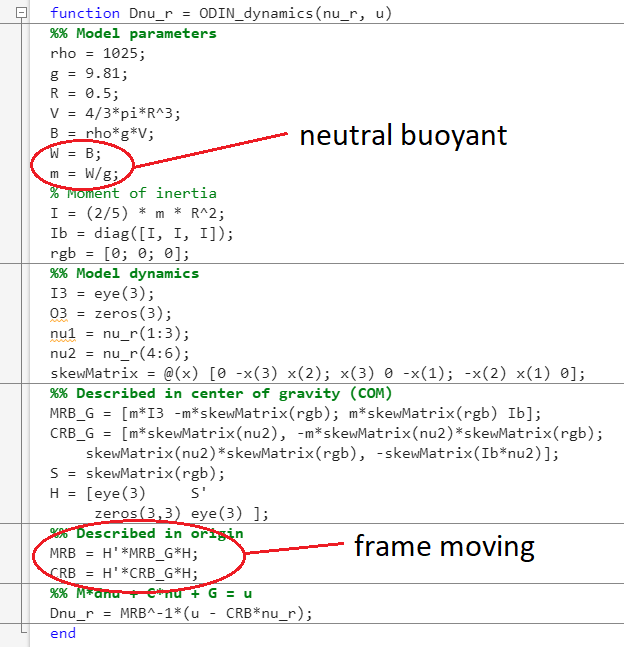 function Dnu_r = ODIN_dynamics(nu_r, u)
%% Model parameters
rho = 1025;
g = 9.81;
R = 0.5;
V = 4/3*pi*R^3;
B = rho*g*V;
W = B;
m = W/g;
neutral buoyant
% Moment of inertia
I = (2/5) * m * R^2;
Ib = diag([I, I, I]);
rgb = [0; 0; 0];
%% Model dynamics
I3 = eye(3);
O3 = zeros(3);
nu1 = nu_r(1:3);
nu2 = nu_r(4:6);
skewMatrix = @(x) [0 -x(3) x(2); x(3) 0 -x(1); -x(2) x(1) 0];
%% Described in center of gravity (COM)
MRB_G = [m*I3 -m*skewMatrix(rgb); m*skewMatrix(rgb) Ib];
CRB_G = [m*skewMatrix(nu2), -m*skewMatrix(nu2)*skewMatrix(rgb);
skewMatrix(nu2)*skewMatrix(rgb), -skewMatrix(Ib*nu2)];
S = skewMatrix(rgb);
H = [eye(3) S'
zeros(3,3) eye(3) ];
%% Described in origin
MRB = H'*MRB_G*H;
CRB = H'*CRB_G*H;
frame moving
%% M*dnu + C*nu + G = u
Dnu_r = MRB^-1*(u - CRB*nu_r);
end